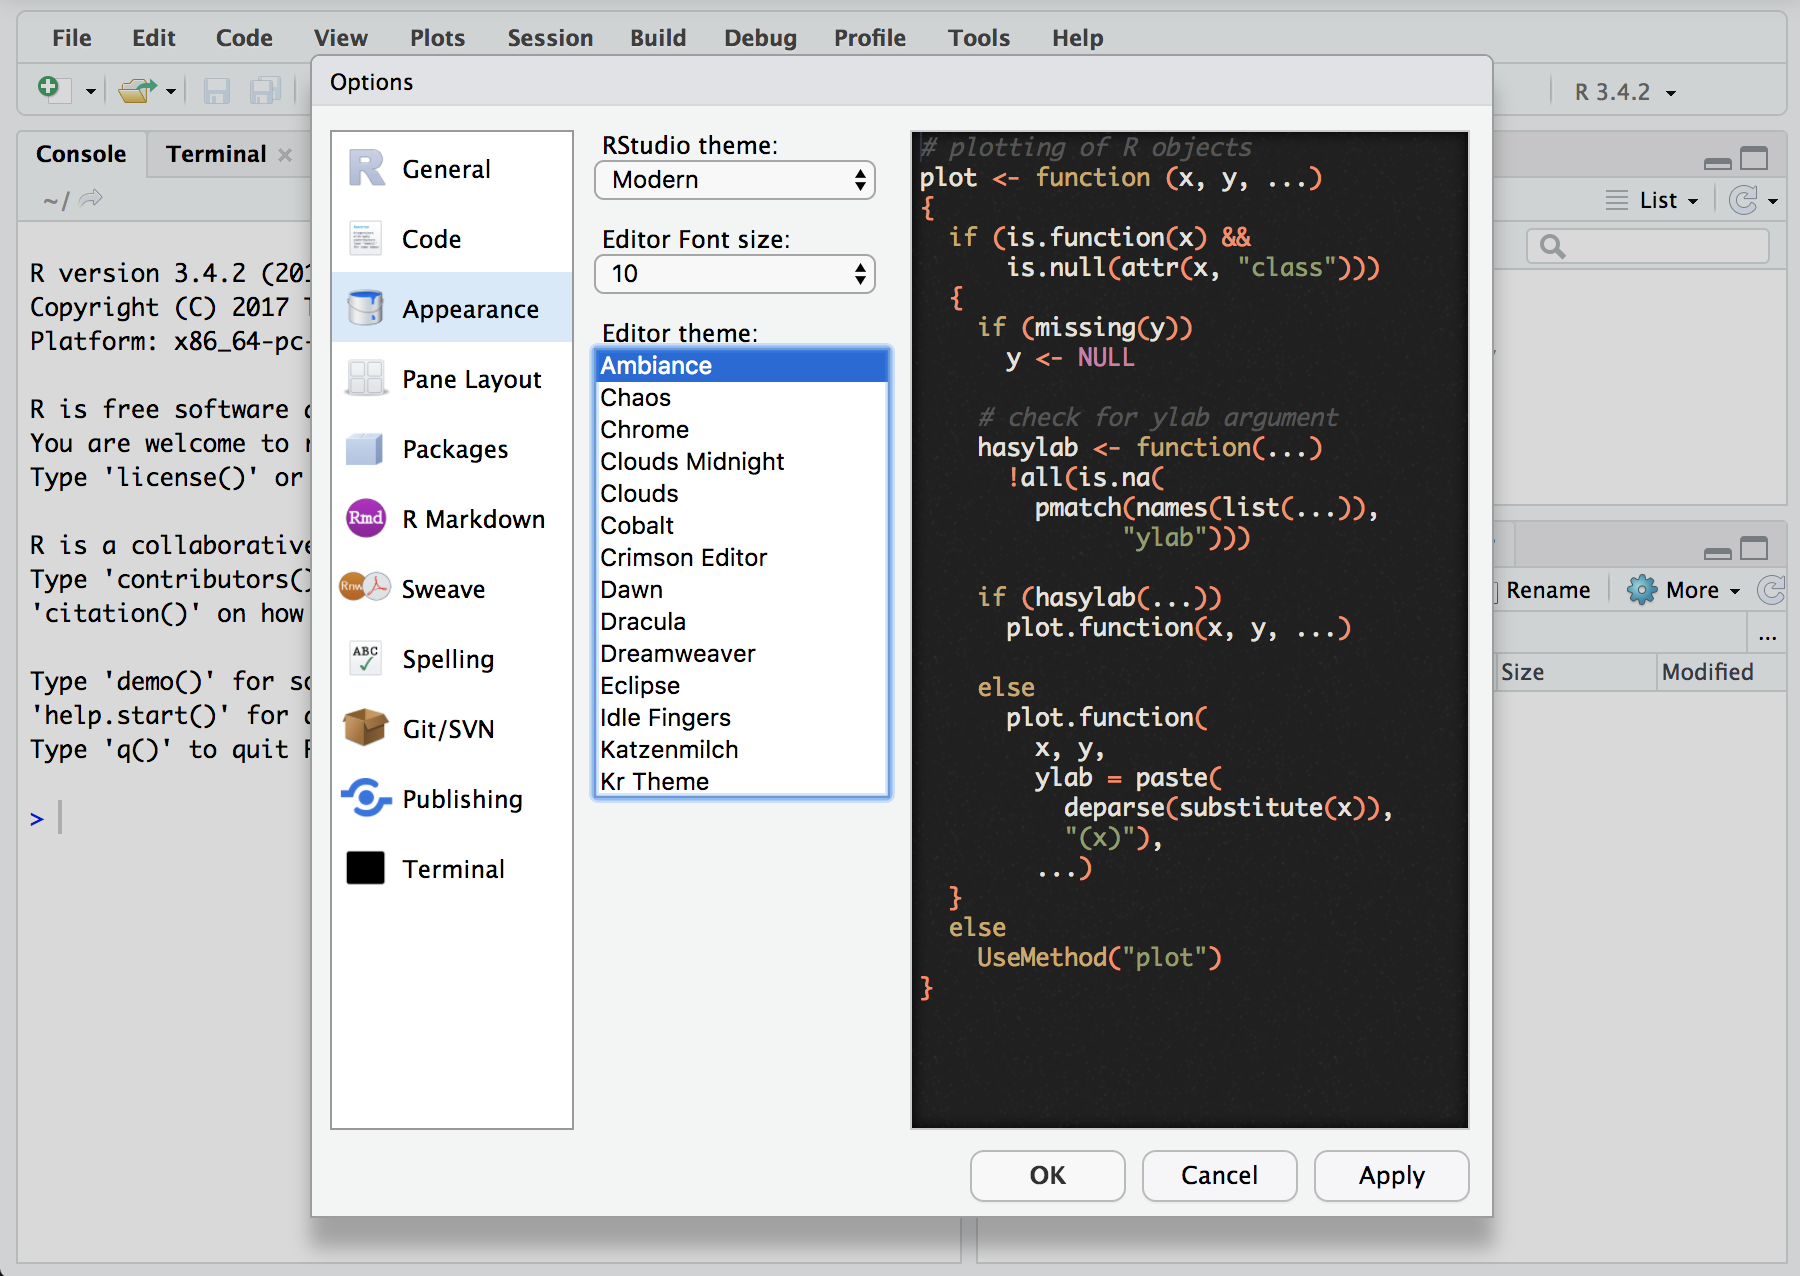 File Edit Code View Plots Session Build Debug Profile Tools Help
R 3.4.2
Console Terminal
~/
R version 3.4.2
Copyright (C) 2017
Platform: x86_64-pc-
R is free software
You are welcome to
Type 'license()' or
R is a collaborative
Type 'contributors()
'citation()' on how
Type 'demo()' for
'help.start()' for
Type 'q()' to quit
>
Options
General
Code
Appearance
Pane Layout
Packages
Rmd R Markdown
Rnw Sweave
ABC Spelling
Git/SVN
Publishing
Terminal
RStudio theme:
Modern
Editor Font size:
10
Editor theme:
Ambiance
Chaos
Chrome
Clouds Midnight
Clouds
Cobalt
Crimson Editor
Dawn
Dracula
Dreamweaver
Eclipse
Idle Fingers
Katzenmilch
Kr Theme
# plotting of R objects
plot <- function (x, y, ...)
{
if (is.function(x) &&
is.null(attr(x, "class")))
{
if (missing(y))
y <- NULL
# check for ylab argument
hasylab <- function(...)
!all(is.na(
pmatch(names(list(...)),
"ylab")))
if (hasylab(...))
plot.function(x, y, ...)
else
plot.function(
x, y,
ylab = paste(
deparse(substitute(x)),
"(x)"),
...)
}
else
UseMethod("plot")
}
OK Cancel Apply
List
Rename More
...
Size Modified